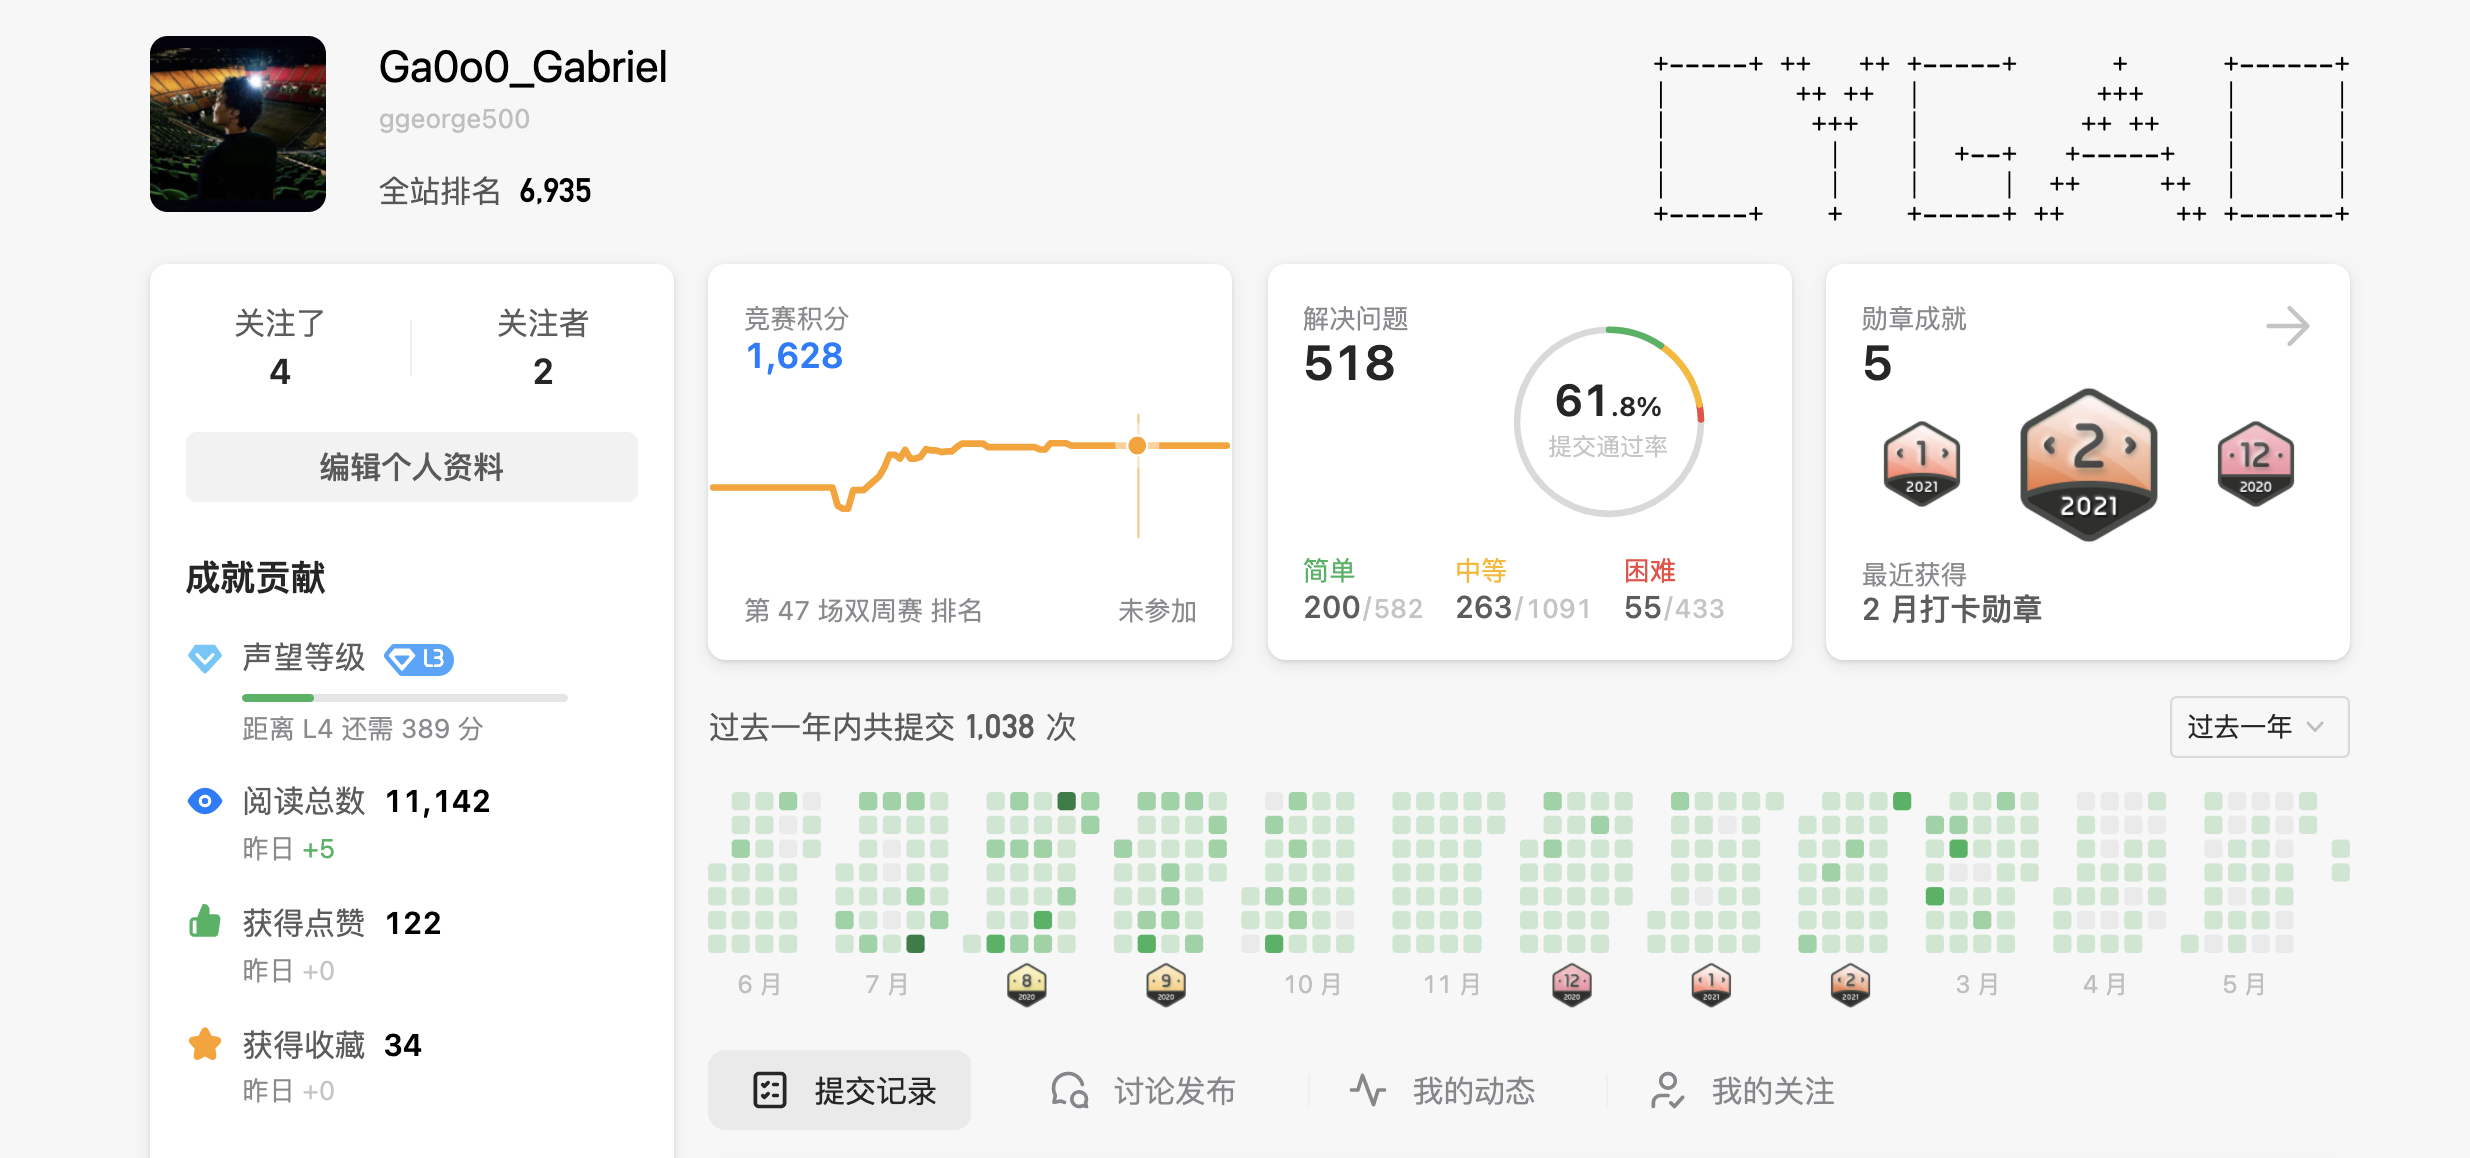 Ga0o0_Gabriel
ggeorge500
全站排名 6,935
+-----+ ++   ++ +-----+      +      +------+
|        ++ ++  |           +++     |      |
|         +++   |          ++ ++    |      |
|          |    |  +--+   +-----+   |      |
|          |    |     |  ++     ++  |      |
+-----+    +    +-----+ ++       ++ +------+
关注了
4
关注者
2
编辑个人资料
成就贡献
声望等级 L3
距离 L4 还需 389 分
阅读总数 11,142
昨日 +5
获得点赞 122
昨日 +0
获得收藏 34
昨日 +0
竞赛积分
1,628
第 47 场双周赛 排名 未参加
解决问题
518
61.8%
提交通过率
简单
200/582
中等
263/1091
困难
55/433
勋章成就
5
1
2021
2
2021
12
2020
最近获得
2 月打卡勋章
过去一年内共提交 1,038 次
过去一年
6 月
7 月
8
2020
9
2020
10 月
11 月
12
2020
1
2021
2
2021
3 月
4 月
5 月
提交记录
讨论发布
我的动态
我的关注